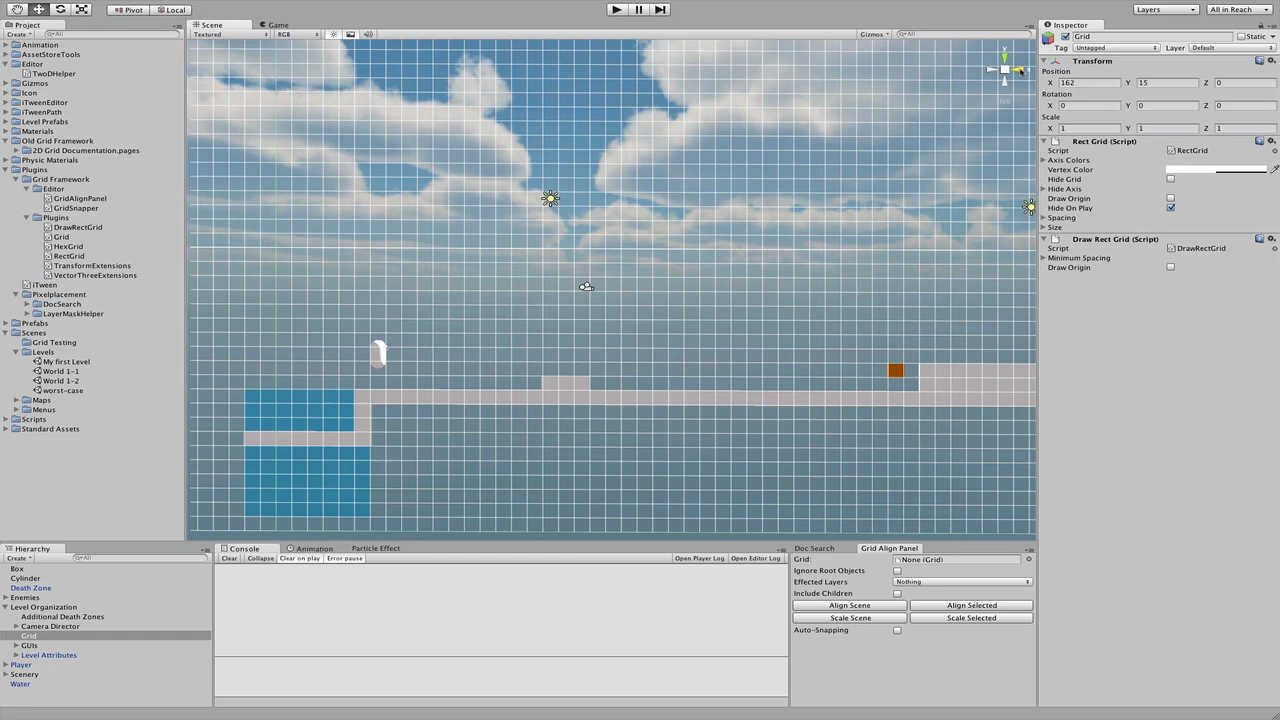 Pivot Local Layers All in Reach
Project
Create All
Animation
AssetStoreTools
Editor
TwoDHelper
Gizmos
Icon
iTweenEditor
iTweenPath
Level Prefabs
Materials
Old Grid Framework
2D Grid Documentation.pages
Physic Materials
Plugins
Grid Framework
Editor
GridAlignPanel
GridSnapper
Plugins
DrawRectGrid
Grid
HexGrid
RectGrid
TransformExtensions
VectorThreeExtensions
iTween
Pixelplacement
DocSearch
LayerMaskHelper
Prefabs
Scenes
Grid Testing
Levels
My first Level
World 1-1
World 1-2
worst-case
Maps
Menus
Scripts
Standard Assets
Scene Game
Textured RGB Gizmos All
y
x
Iso
Inspector
Grid Static
Tag Untagged Layer Default
Transform
Position
X 162 Y 15 Z 0
Rotation
X 0 Y 0 Z 0
Scale
X 1 Y 1 Z 1
Rect Grid (Script)
Script RectGrid
Axis Colors
Vertex Color
Hide Grid
Hide Axis
Draw Origin
Hide On Play
Spacing
Size
Draw Rect Grid (Script)
Script DrawRectGrid
Minimum Spacing
Draw Origin
Hierarchy
Create All
Box
Cylinder
Death Zone
Enemies
Level Organization
Additional Death Zones
Camera Director
Grid
GUIs
Level Attributes
Player
Scenery
Water
Console Animation Particle Effect
Clear Collapse Clear on play Error pause Open Player Log Open Editor Log
Doc Search Grid Align Panel
Grid: None (Grid)
Ignore Root Objects
Effected Layers Nothing
Include Children
Align Scene Align Selected
Scale Scene Scale Selected
Auto-Snapping